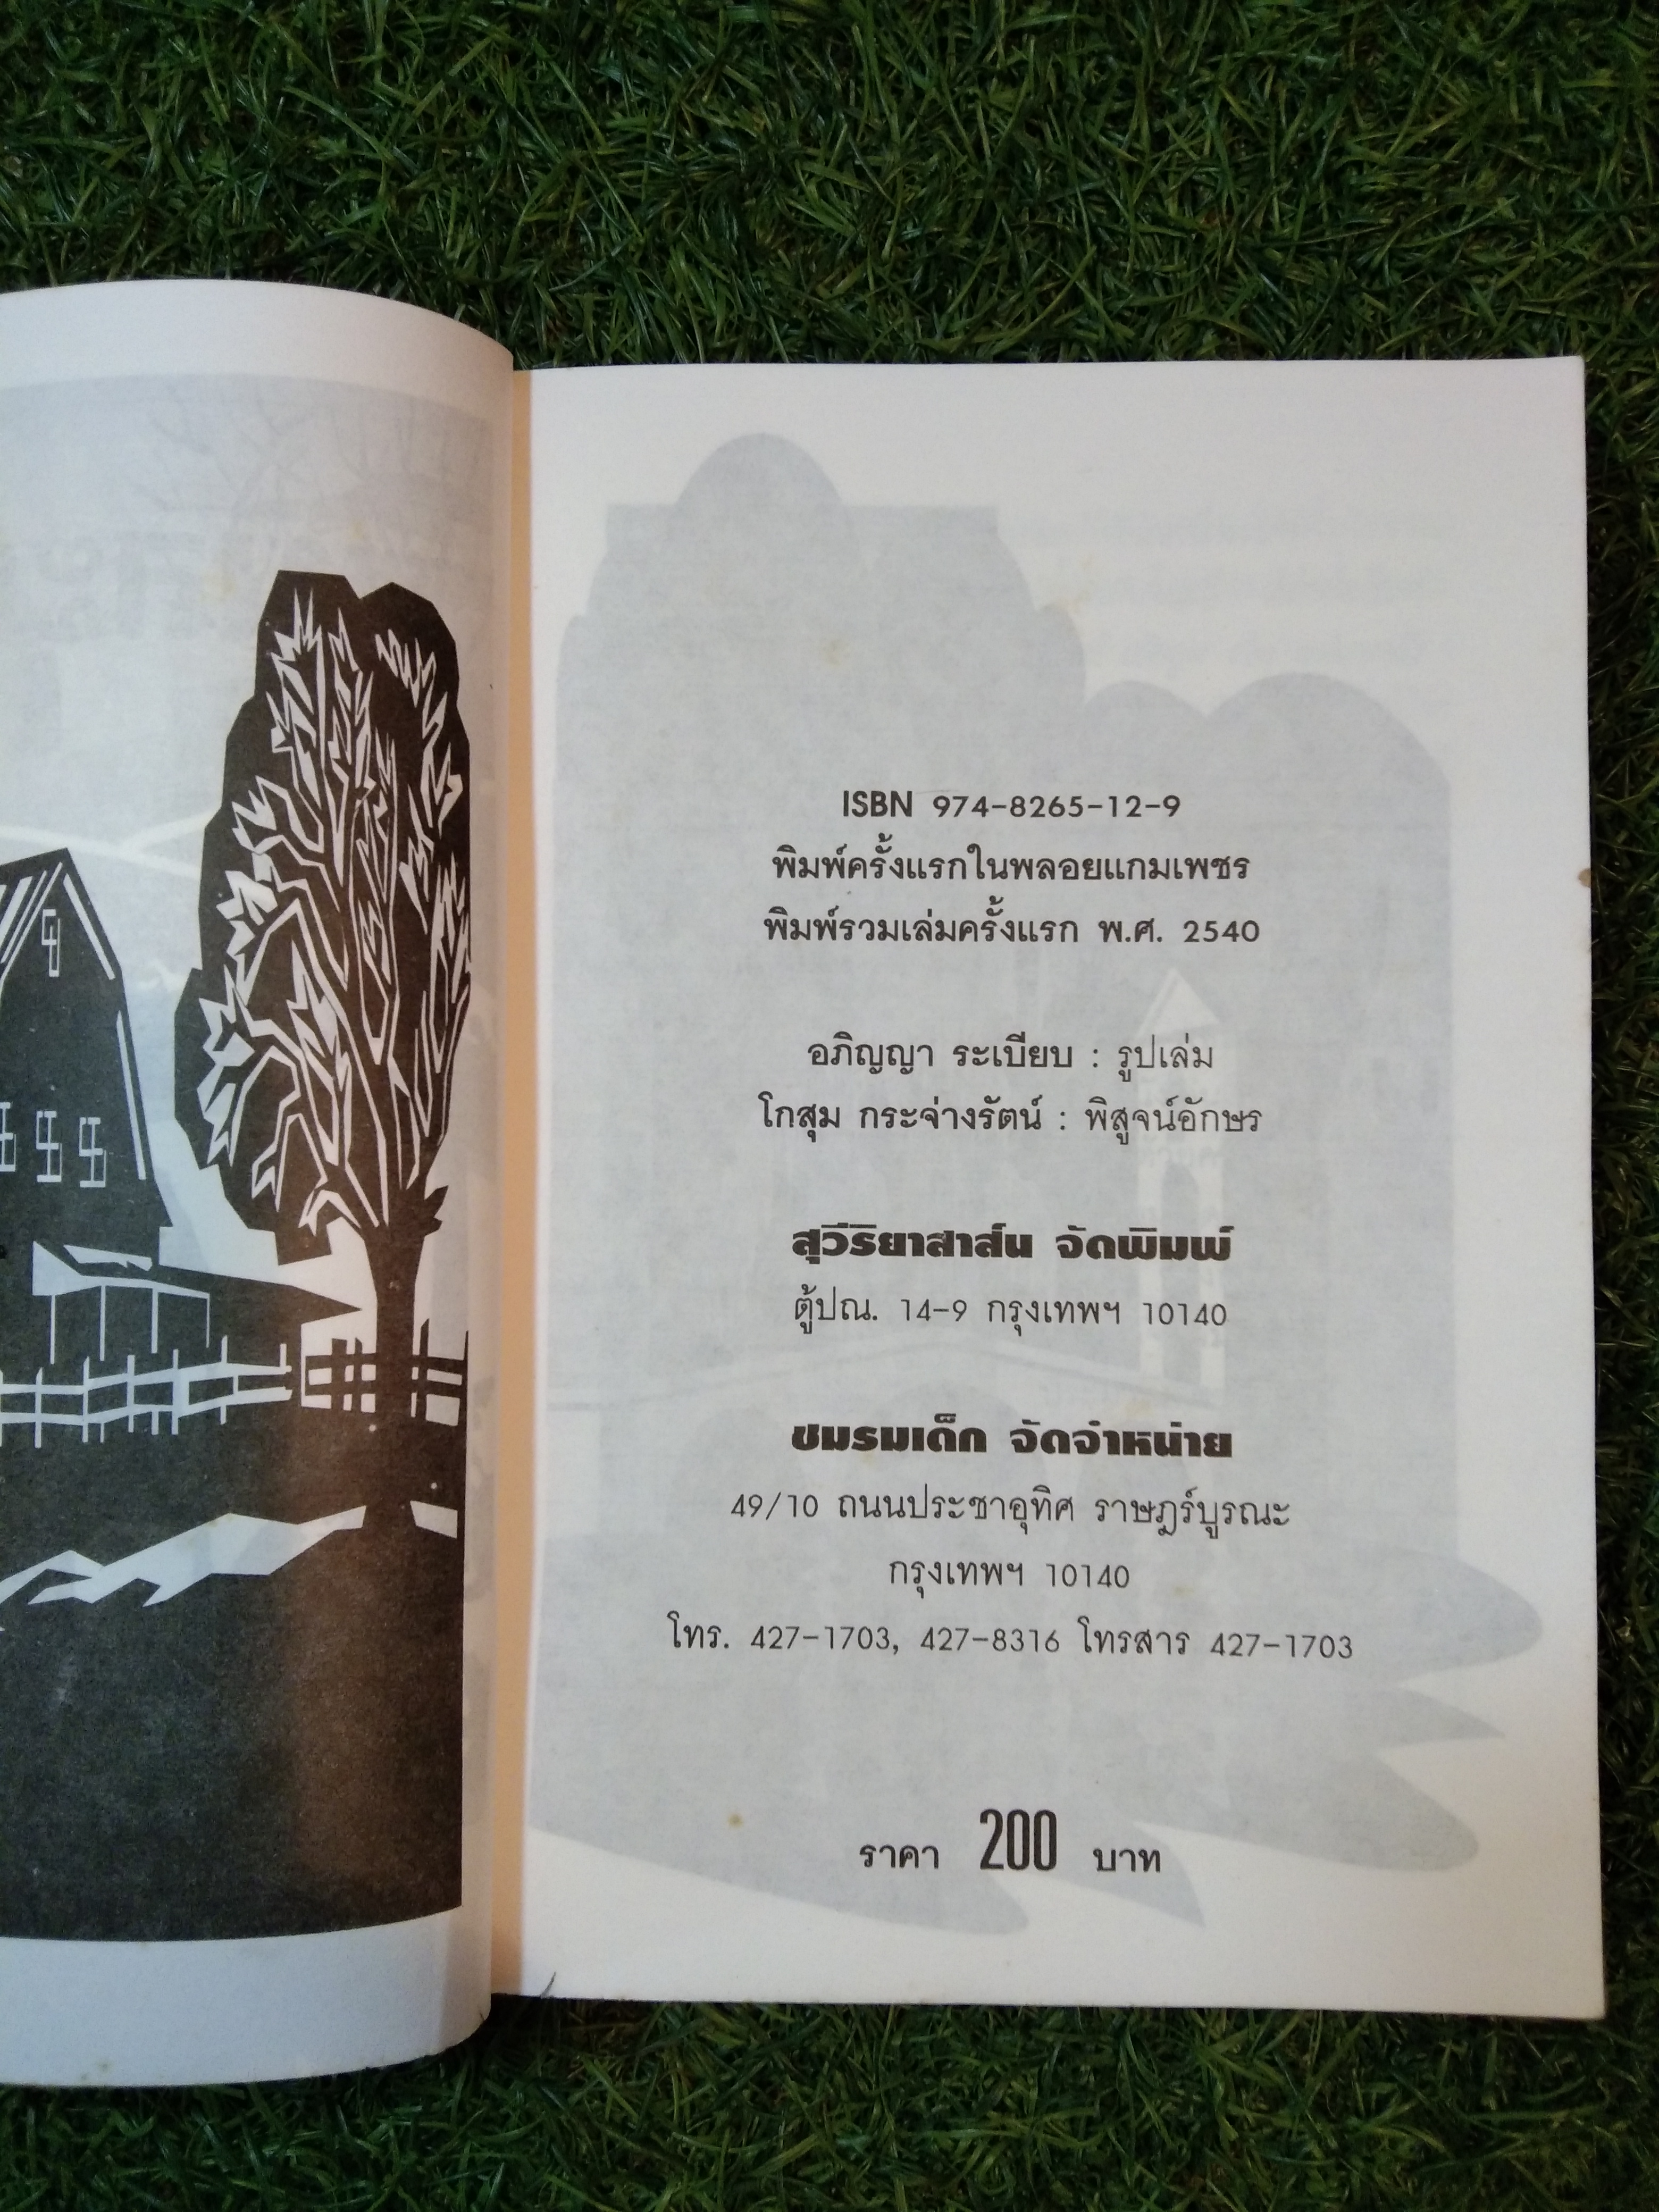 ISBN 974-8265-12-9
พิมพ์ครั้งแรกในพลอยแกมเพชร
พิมพ์รวมเล่มครั้งแรก พ.ศ. 2540
อภิญญา ระเบียบ : รูปเล่ม
โกสุม กระจ่างรัตน์ : พิสูจน์อักษร
สุวีริยาสาส์น จัดพิมพ์
ตู้ปณ. 14-9 กรุงเทพฯ 10140
ชมรมเด็ก จัดจำหน่าย
49/10 ถนนประชาอุทิศ ราษฎร์บูรณะ
กรุงเทพฯ 10140
โทร. 427-1703, 427-8316 โทรสาร 427-1703
ราคา 200 บาท